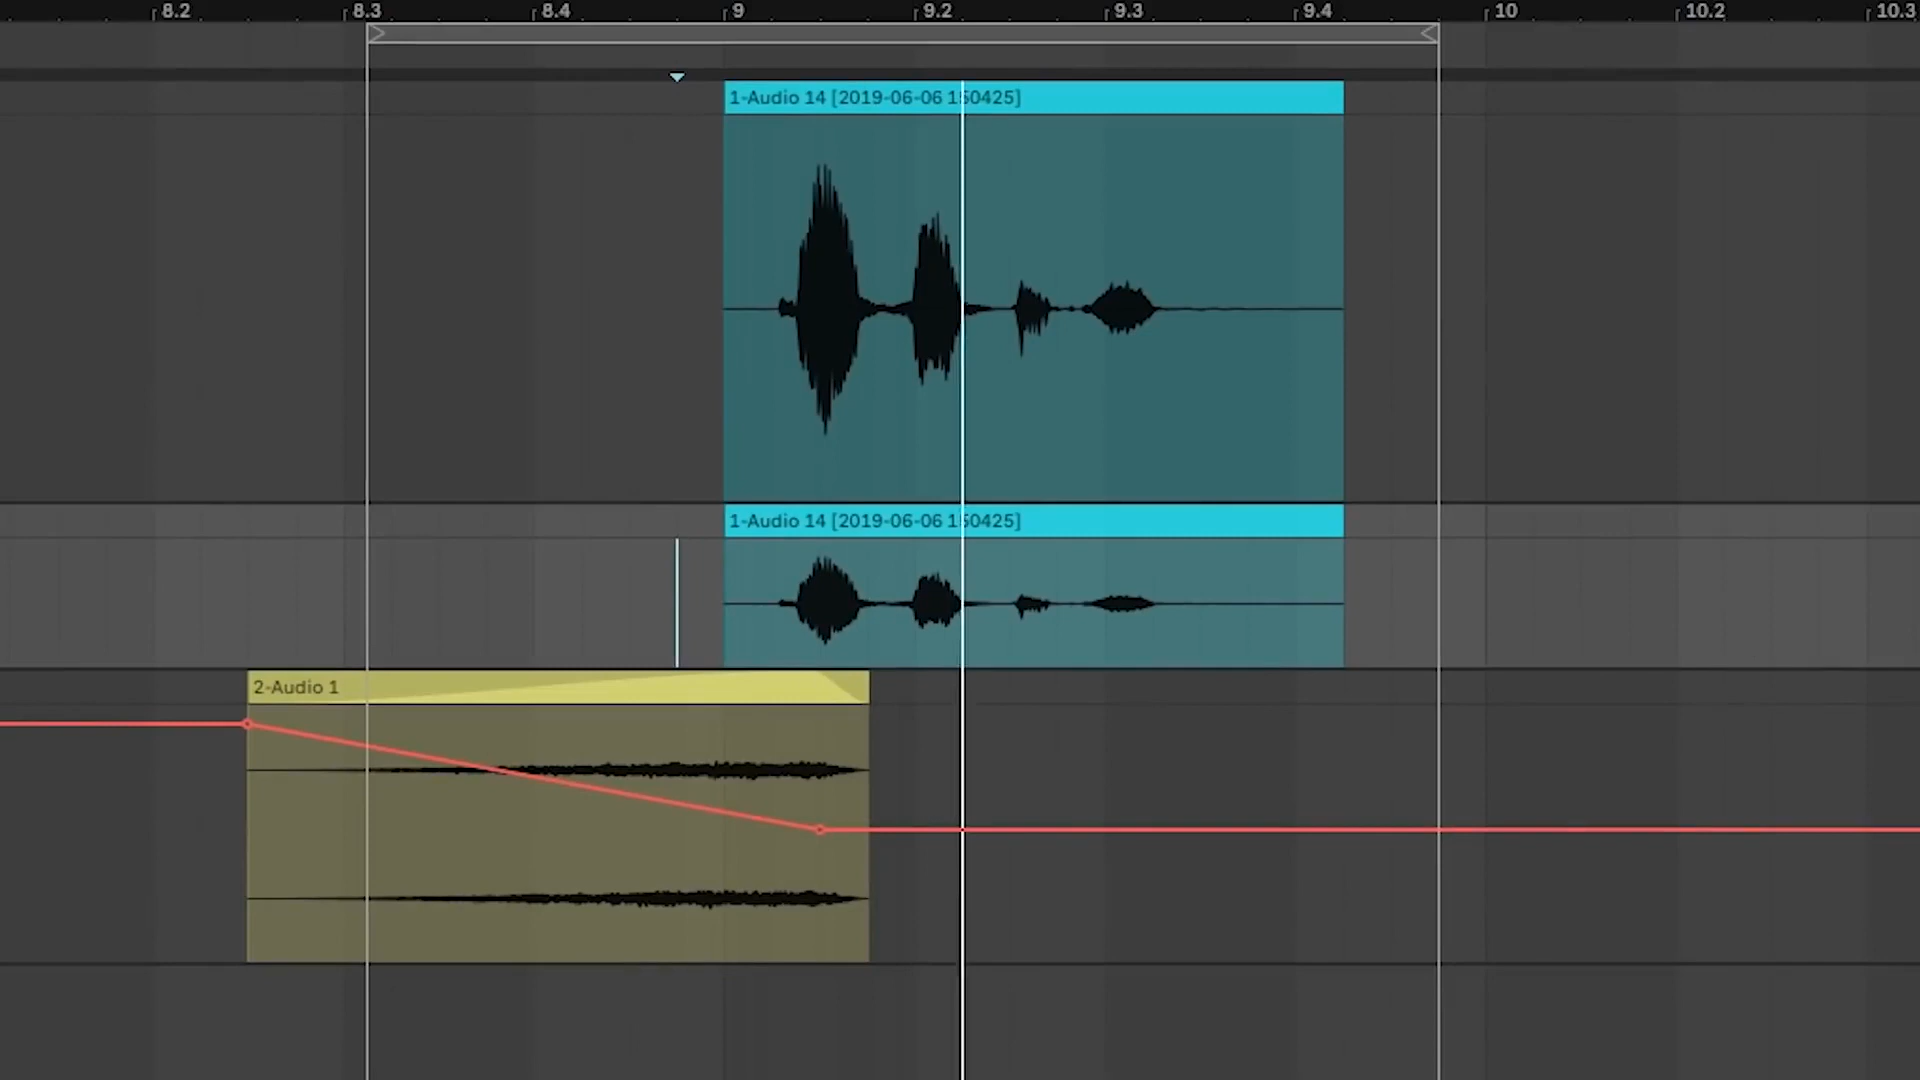 8.2 8.3 8.4 9 9.2 9.3 9.4 10 10.2 10.3
1-Audio 14 [2019-06-06 150425]
1-Audio 14 [2019-06-06 150425]
2-Audio 1